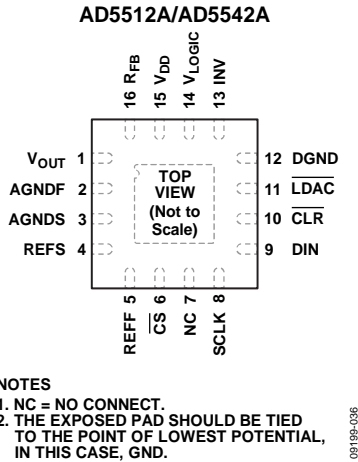 AD5512A/AD5542A
16 RFB
15 VDD
14 VLOGIC
13 INV
VOUT 1
AGNDF 2
AGNDS 3
REFS 4
TOP
VIEW
(Not to
Scale)
12 DGND
11 LDAC
10 CLR
9 DIN
REFF 5
CS 6
NC 7
SCLK 8
NOTES
1. NC = NO CONNECT.
2. THE EXPOSED PAD SHOULD BE TIED
TO THE POINT OF LOWEST POTENTIAL,
IN THIS CASE, GND.
09199-036